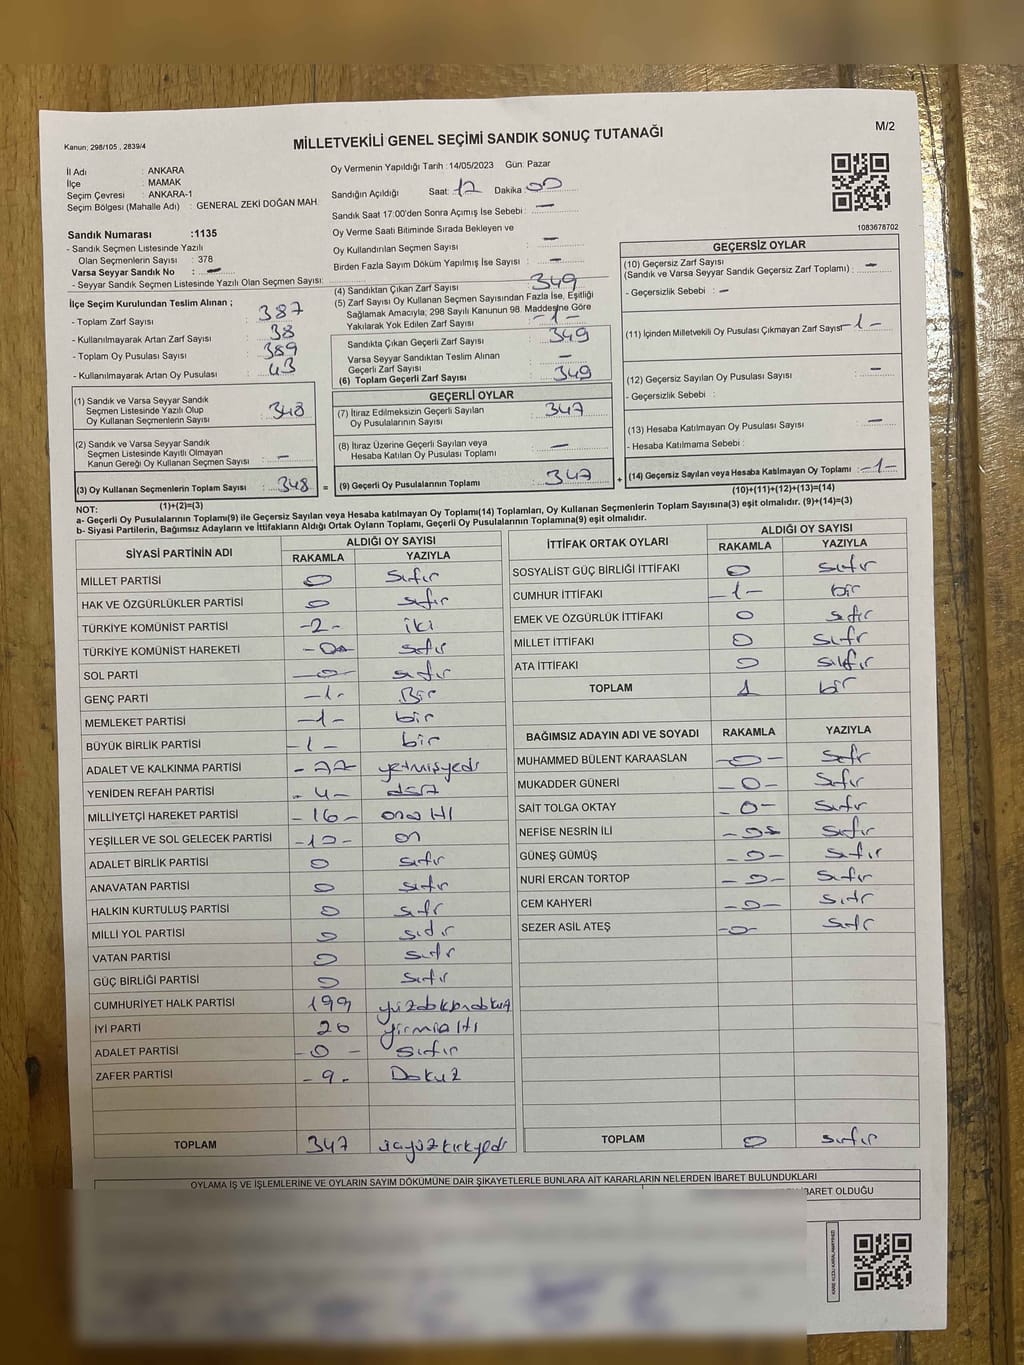 Kanun; 298/105 , 2839/4
MİLLETVEKİLİ GENEL SEÇİMİ SANDIK SONUÇ TUTANAĞI
M/2
İl Adı : ANKARA
İlçe : MAMAK
Seçim Çevresi : ANKARA-1
Seçim Bölgesi (Mahalle Adı) : GENERAL ZEKİ DOĞAN MAH.
Sandık Numarası :1135
- Sandık Seçmen Listesinde Yazılı
Olan Seçmenlerin Sayısı : 378
Varsa Seyyar Sandık No : -
- Seyyar Sandık Seçmen Listesinde Yazılı Olan Seçmen Sayısı:
Oy Vermenin Yapıldığı Tarih : 14/05/2023 Gün: Pazar
Sandığın Açıldığı Saat: 17 Dakika 00
Sandık Saat 17:00'den Sonra Açımış İse Sebebi : -
Oy Verme Saati Bitiminde Sırada Bekleyen ve
Oy Kullandırılan Seçmen Sayısı -
Birden Fazla Sayım Döküm Yapılmış İse Sayısı : -
1083678702
İlçe Seçim Kurulundan Teslim Alınan ;
- Toplam Zarf Sayısı : 387
- Kullanılmayarak Artan Zarf Sayısı : 38
- Toplam Oy Pusulası Sayısı : 389
- Kullanılmayarak Artan Oy Pusulası : 43
(1) Sandık ve Varsa Seyyar Sandık
Seçmen Listesinde Yazılı Olup
Oy Kullanan Seçmenlerin Sayısı : 348
(2) Sandık ve Varsa Seyyar Sandık
Seçmen Listesinde Kayıtlı Olmayan
Kanun Gereği Oy Kullanan Seçmen Sayısı : -
(3) Oy Kullanan Seçmenlerin Toplam Sayısı : 348 =
(1)+(2)=(3)
(4) Sandıktan Çıkan Zarf Sayısı : 349
(5) Zarf Sayısı Oy Kullanan Seçmen Sayısından Fazla İse, Eşitliği
Sağlamak Amacıyla; 298 Sayılı Kanunun 98. Maddesine Göre
Yakılarak Yok Edilen Zarf Sayısı : -1-
Sandıkta Çıkan Geçerli Zarf Sayısı : 349
Varsa Seyyar Sandıktan Teslim Alınan
Geçerli Zarf Sayısı : -
(6) Toplam Geçerli Zarf Sayısı : 349
GEÇERLİ OYLAR
(7) İtiraz Edilmeksizin Geçerli Sayılan
Oy Pusulalarının Sayısı : 347
(8) İtiraz Üzerine Geçerli Sayılan veya
Hesaba Katılan Oy Pusulası Toplamı : -
(9) Geçerli Oy Pusulalarının Toplamı : 347 +
GEÇERSİZ OYLAR
(10) Geçersiz Zarf Sayısı
(Sandık ve Varsa Seyyar Sandık Geçersiz Zarf Toplamı) : -
- Geçersizlik Sebebi : -
(11) İçinden Milletvekili Oy Pusulası Çıkmayan Zarf Sayısı -1-
(12) Geçersiz Sayılan Oy Pusulası Sayısı : -
- Geçersizlik Sebebi :
(13) Hesaba Katılmayan Oy Pusulası Sayısı : -
- Hesaba Katılmama Sebebi :
(14) Geçersiz Sayılan veya Hesaba Katılmayan Oy Toplamı : -1-
(10)+(11)+(12)+(13)=(14)
NOT:
a- Geçerli Oy Pusulalarının Toplamı(9) ile Geçersiz Sayılan veya Hesaba katılmayan Oy Toplamı(14) Toplamları, Oy Kullanan Seçmenlerin Toplam Sayısına(3) eşit olmalıdır. (9)+(14)=(3)
b- Siyasi Partilerin, Bağımsız Adayların ve İttifakların Aldığı Ortak Oyların Toplamı, Geçerli Oy Pusulalarının Toplamına(9) eşit olmalıdır.
SİYASİ PARTİNİN ADI ALDIĞI OY SAYISI
RAKAMLA YAZIYLA
MİLLET PARTİSİ 0 sıfır
HAK VE ÖZGÜRLÜKLER PARTİSİ 0 sıfır
TÜRKİYE KOMÜNİST PARTİSİ -2- iki
TÜRKİYE KOMÜNİST HAREKETİ -0- sıfır
SOL PARTİ -0- sıfır
GENÇ PARTİ -1- Bir
MEMLEKET PARTİSİ -1- bir
BÜYÜK BİRLİK PARTİSİ -1- bir
ADALET VE KALKINMA PARTİSİ -77- yetmişyedi
YENİDEN REFAH PARTİSİ -4- dört
MİLLİYETÇİ HAREKET PARTİSİ -16- onaltı
YEŞİLLER VE SOL GELECEK PARTİSİ -10- on
ADALET BİRLİK PARTİSİ 0 sıfır
ANAVATAN PARTİSİ 0 sıfır
HALKIN KURTULUŞ PARTİSİ 0 sıfır
MİLLİ YOL PARTİSİ 0 sıfır
VATAN PARTİSİ 0 sıfır
GÜÇ BİRLİĞİ PARTİSİ 0 sıfır
CUMHURİYET HALK PARTİSİ 199 yüzdoksandokuz
İYİ PARTİ 26 yirmialtı
ADALET PARTİSİ -0- sıfır
ZAFER PARTİSİ -9- Dokuz
TOPLAM 347 üçyüzkırkyedi
İTTİFAK ORTAK OYLARI ALDIĞI OY SAYISI
RAKAMLA YAZIYLA
SOSYALİST GÜÇ BİRLİĞİ İTTİFAKI 0 sıfır
CUMHUR İTTİFAKI -1- bir
EMEK VE ÖZGÜRLÜK İTTİFAKI 0 sıfır
MİLLET İTTİFAKI 0 sıfır
ATA İTTİFAKI 0 sıfır
TOPLAM 1 bir
BAĞIMSIZ ADAYIN ADI VE SOYADI RAKAMLA YAZIYLA
MUHAMMED BÜLENT KARAASLAN -0- sıfır
MUKADDER GÜNERİ -0- sıfır
SAİT TOLGA OKTAY -0- sıfır
NEFİSE NESRİN İLİ -0- sıfır
GÜNEŞ GÜMÜŞ -0- sıfır
NURİ ERCAN TORTOP -0- sıfır
CEM KAHYERİ -0- sıfır
SEZER ASİL ATEŞ -0- sıfır
TOPLAM 0 sıfır
OYLAMA İŞ VE İŞLEMLERİNE VE OYLARIN SAYIM DÖKÜMÜNE DAİR ŞİKAYETLERLE BUNLARA AİT KARARLARIN NELERDEN İBARET BULUNDUKLARI
İBARET OLDUĞU